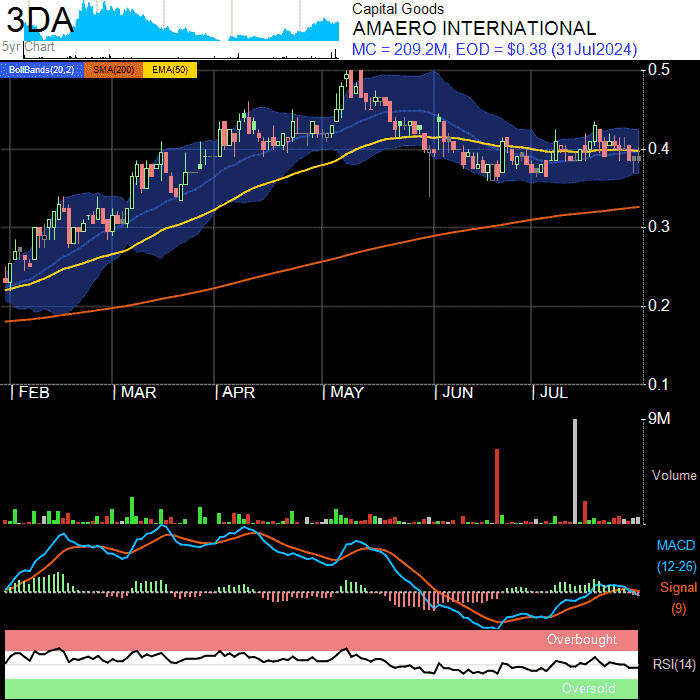 3DA
5yr Chart
Capital Goods
AMAERO INTERNATIONAL
MC = 209.2M, EOD = $0.38 (31Jul2024)
BollBands(20,2) SMA(200) EMA(50)
0.5
0.4
0.3
0.2
0.1
FEB MAR APR MAY JUN JUL
9M
Volume
MACD
(12-26)
Signal
(9)
Overbought
RSI(14)
Oversold